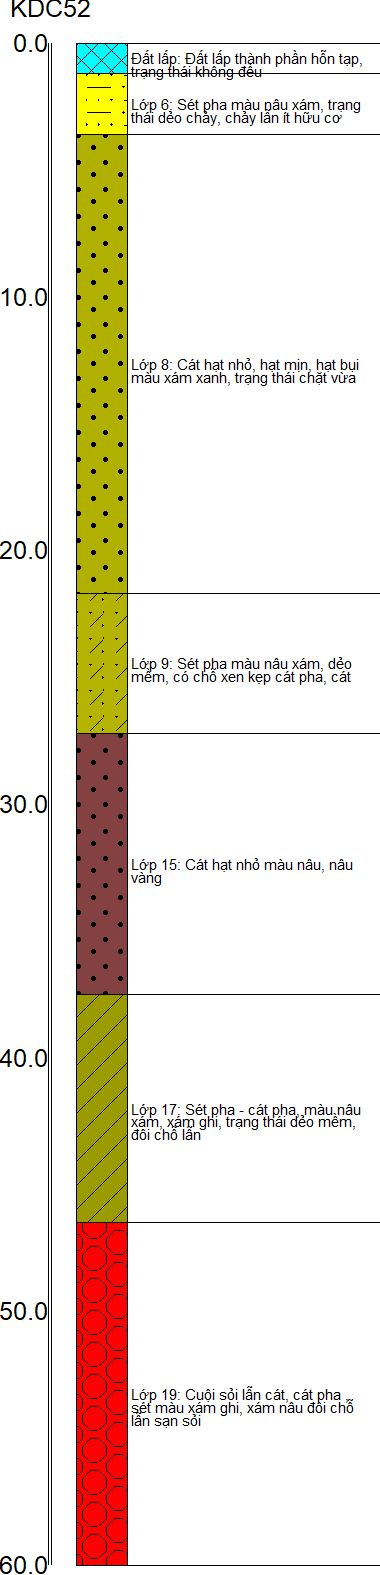 KDC52
0.0
Đất lấp: Đất lấp thành phần hỗn tạp,
trạng thái không đều
Lớp 6: Sét pha màu nâu xám, trạng
thái dẻo chảy, chảy lẫn ít hữu cơ
10.0
Lớp 8: Cát hạt nhỏ, hạt mịn, hạt bụi
màu xám xanh, trạng thái chặt vừa
20.0
Lớp 9: Sét pha màu nâu xám, dẻo
mềm, có chỗ xen kẹp cát pha, cát
30.0
Lớp 15: Cát hạt nhỏ màu nâu, nâu
vàng
40.0
Lớp 17: Sét pha - cát pha, màu nâu
xám, xám ghi, trạng thái dẻo mềm,
đôi chỗ lẫn
50.0
Lớp 19: Cuội sỏi lẫn cát, cát pha
sét màu xám ghi, xám nâu đôi chỗ
lẫn sạn sỏi
60.0